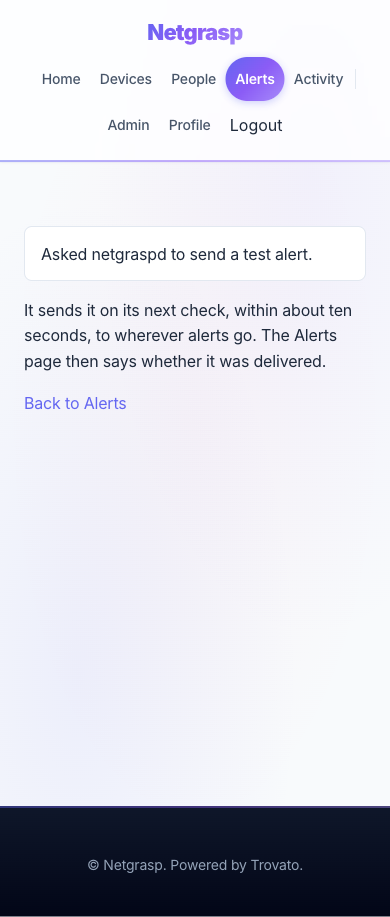 Netgrasp
Home Devices People Alerts Activity
Admin Profile Logout
Asked netgraspd to send a test alert.
It sends it on its next check, within about ten
seconds, to wherever alerts go. The Alerts
page then says whether it was delivered.
Back to Alerts
© Netgrasp. Powered by Trovato.